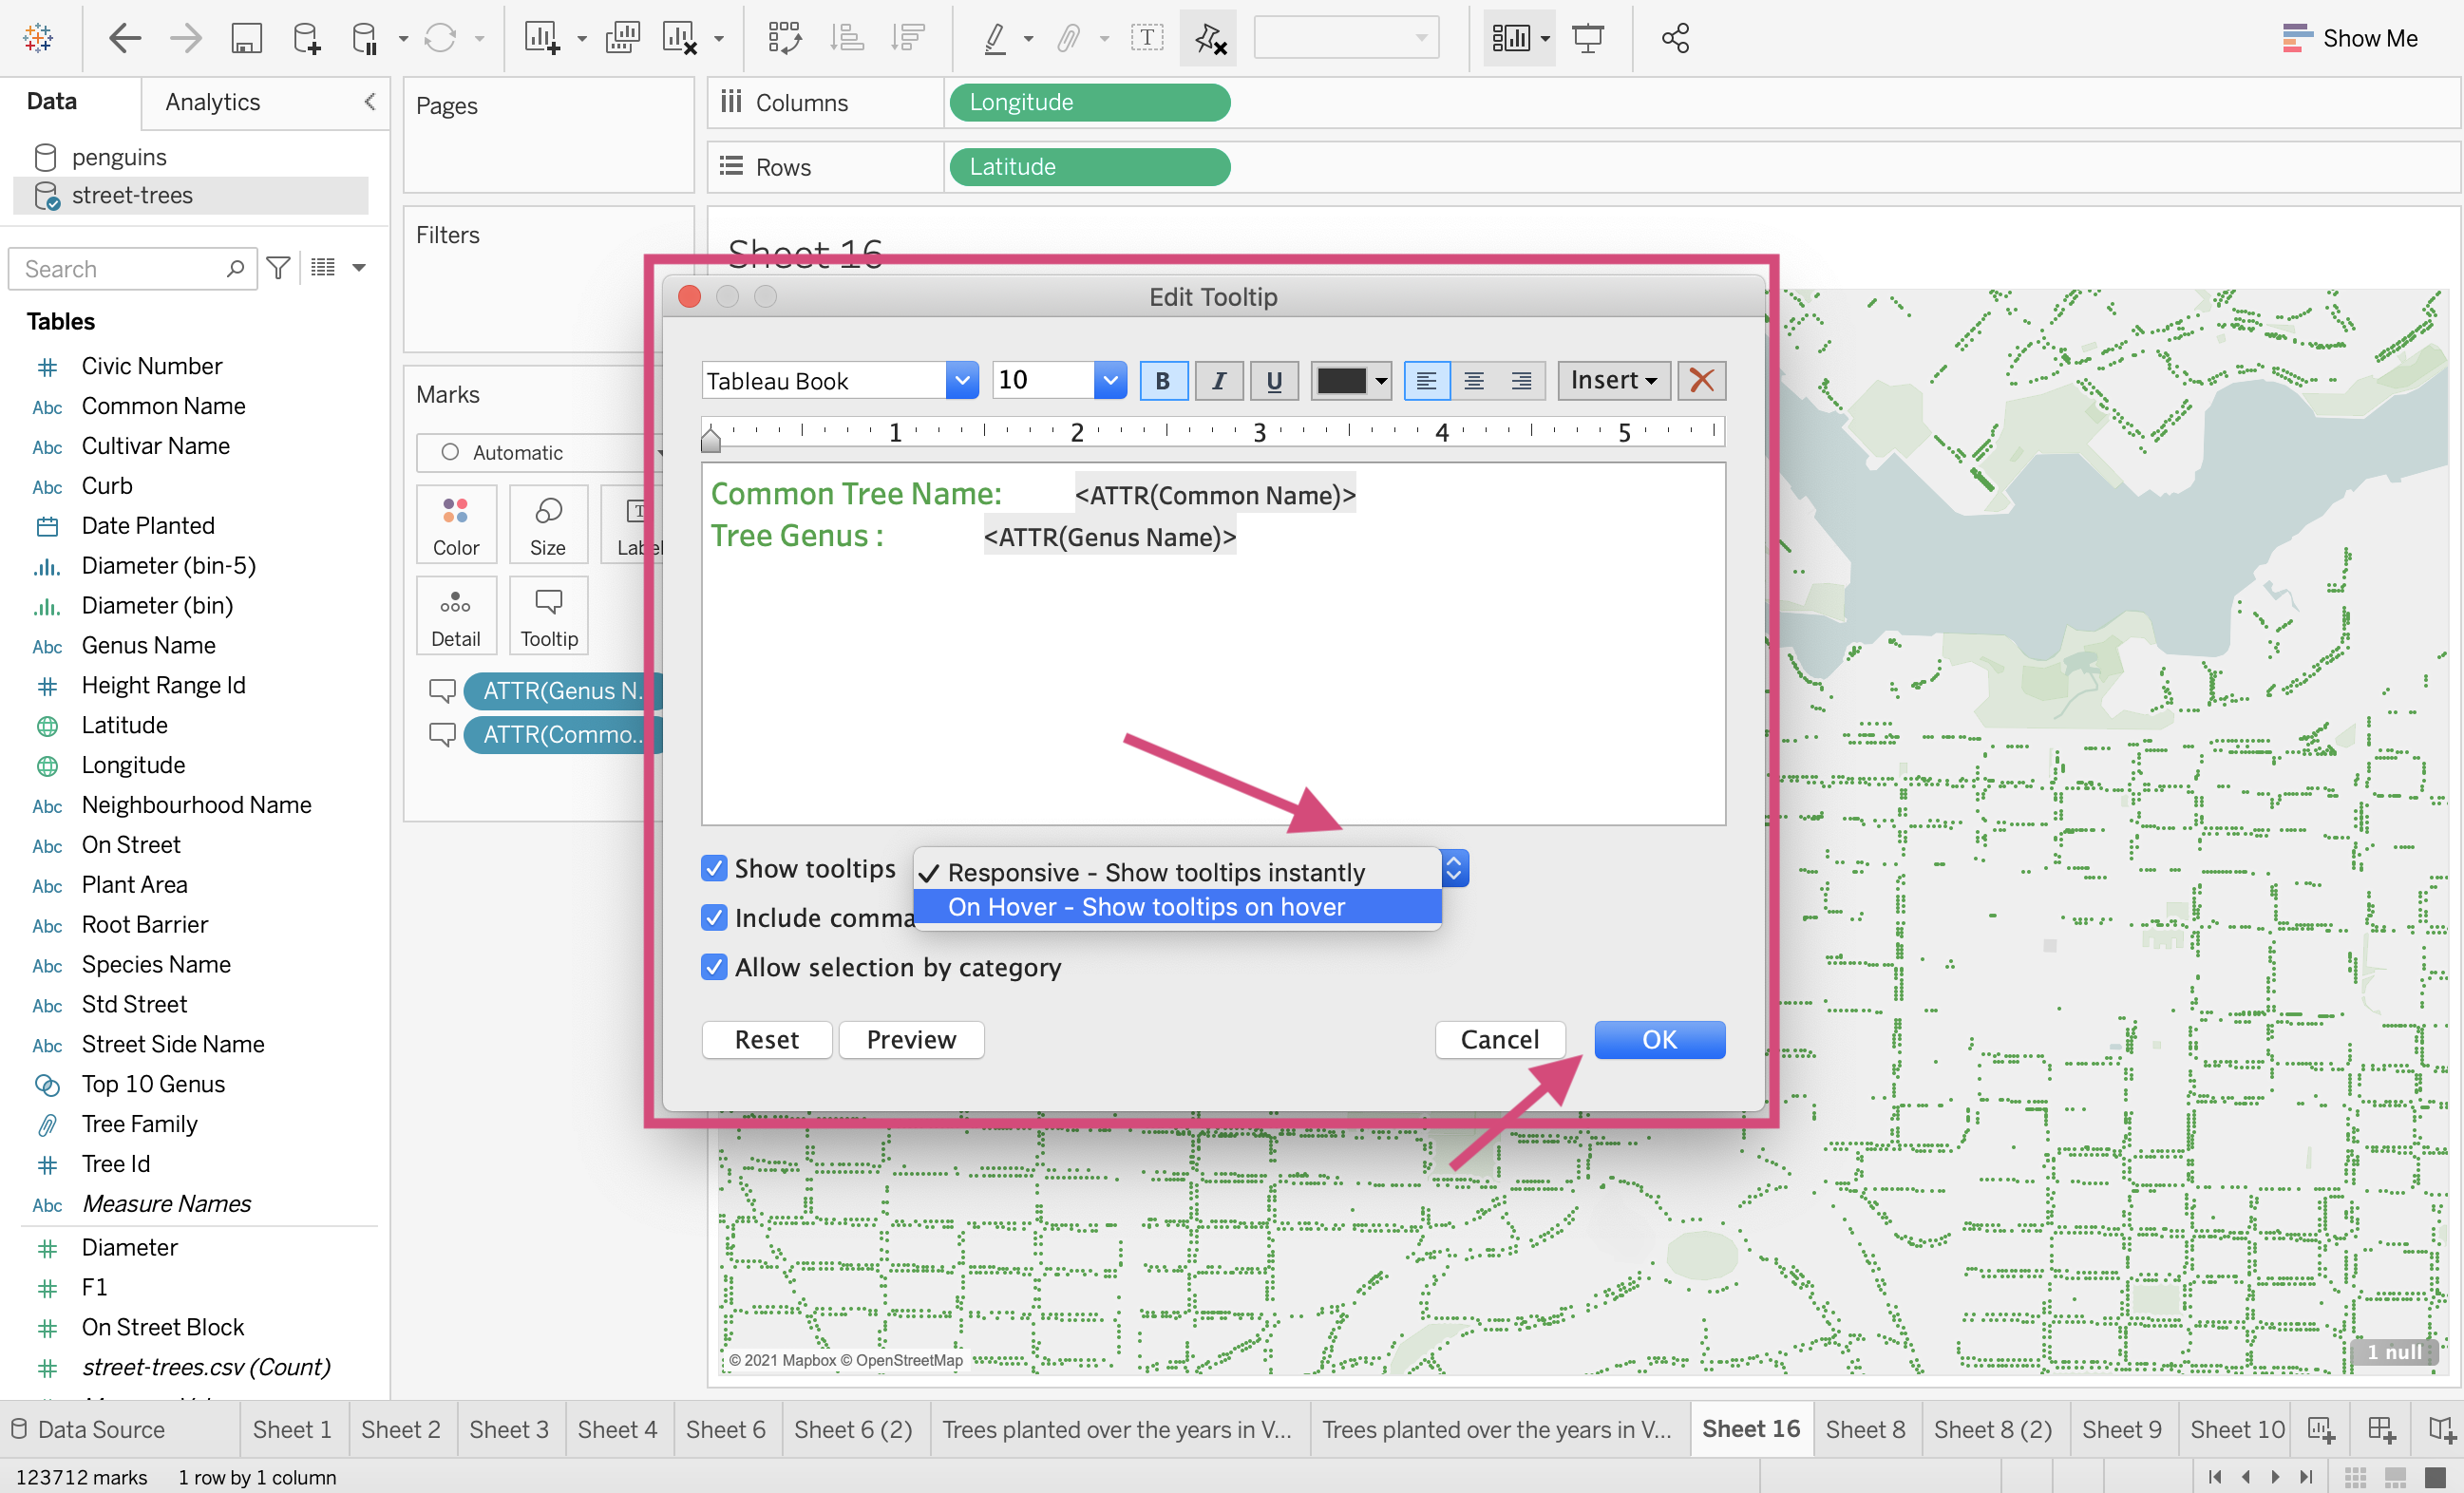 Show Me
Data
Analytics
penguins
street-trees
Search
Tables
Civic Number
Abc Common Name
Abc Cultivar Name
Abc Curb
Date Planted
Diameter (bin-5)
Diameter (bin)
Abc Genus Name
Height Range Id
Latitude
Longitude
Abc Neighbourhood Name
Abc On Street
Abc Plant Area
Abc Root Barrier
Abc Species Name
Abc Std Street
Abc Street Side Name
Top 10 Genus
Tree Family
Tree Id
Abc Measure Names
Diameter
F1
On Street Block
street-trees.csv (Count)
Pages
Filters
Marks
Automatic
Color
Size
Label
Detail
Tooltip
ATTR(Genus N..
ATTR(Commo..
Columns
Longitude
Rows
Latitude
Sheet 16
Edit Tooltip
Tableau Book
10
B
I
U
Insert
1 2 3 4 5
Common Tree Name: <ATTR(Common Name)>
Tree Genus : <ATTR(Genus Name)>
Show tooltips
Responsive - Show tooltips instantly
On Hover - Show tooltips on hover
Include comma
Allow selection by category
Reset
Preview
Cancel
OK
© 2021 Mapbox © OpenStreetMap
1 null
Data Source
Sheet 1
Sheet 2
Sheet 3
Sheet 4
Sheet 6
Sheet 6 (2)
Trees planted over the years in V...
Trees planted over the years in V...
Sheet 16
Sheet 8
Sheet 8 (2)
Sheet 9
Sheet 10
123712 marks
1 row by 1 column